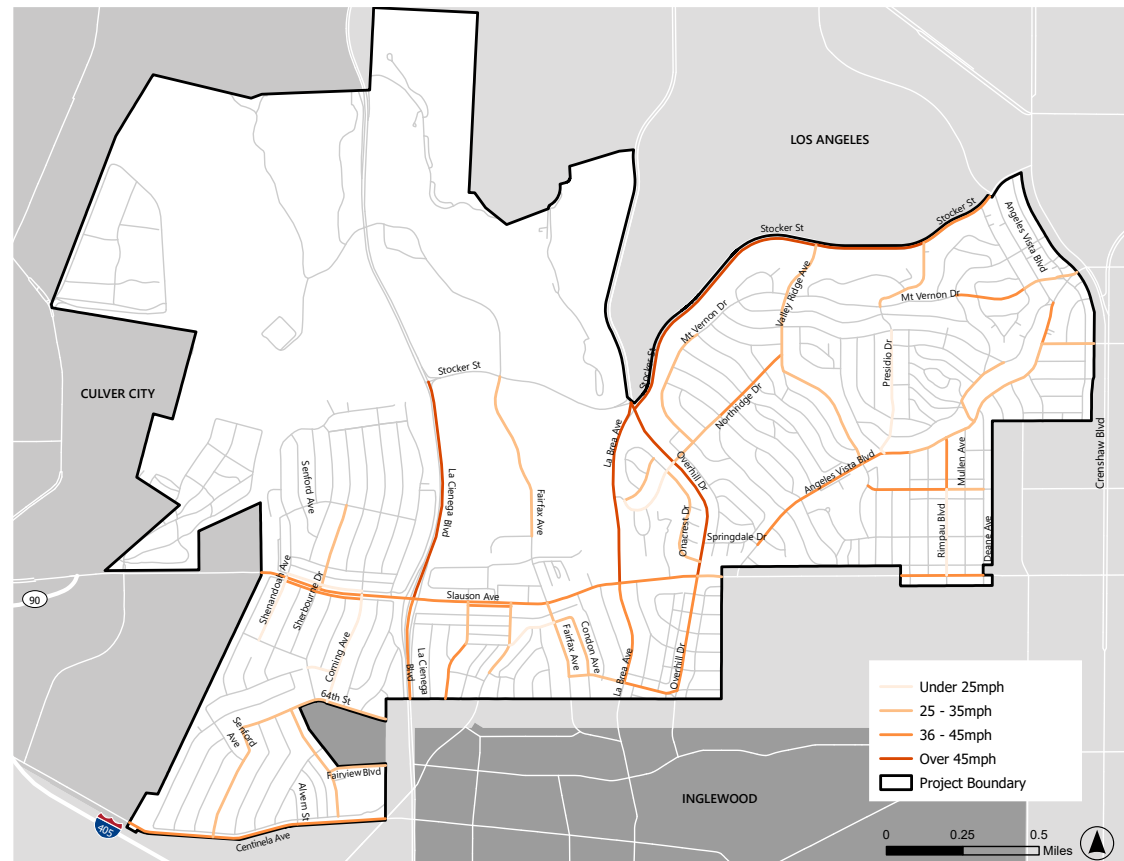 LOS ANGELES
Stocker St
Angeles Vista Blvd
Stocker St
Valley Ridge Ave
Mt Vernon Dr
Mt Vernon Dr
Stocker St
Stocker St
CULVER CITY
Presidio Dr
Northridge Dr
Crenshaw Blvd
La Brea Ave
Overhill Dr
Angeles Vista Blvd
Mullen Ave
Senford Ave
La Cienega Blvd
Fairfax Ave
Onacrest Dr
Springdale Dr
Rimpau Blvd
Deane Ave
90
Shenandoah Ave
Sherbourne Dr
Slauson Ave
Corning Ave
La Cienega
Blvd
Fairfax Ave
Condon Ave
La Brea Ave
Overhill Dr
64th St
Senford
Ave
Fairview Blvd
Alvern St
405
Centinela Ave
INGLEWOOD
Under 25mph
25 - 35mph
36 - 45mph
Over 45mph
Project Boundary
0 0.25 0.5
Miles